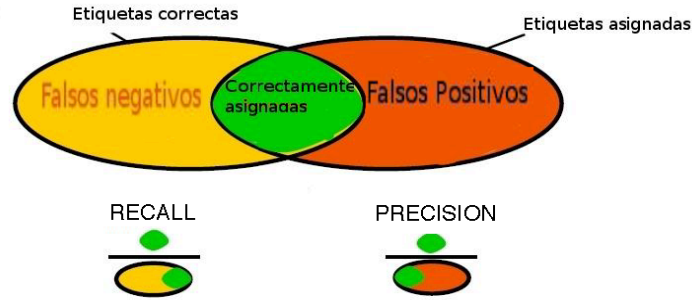 Etiquetas correctas
Etiquetas asignadas
Falsos negativos
Correctamente
asignadas
Falsos Positivos
RECALL
PRECISION